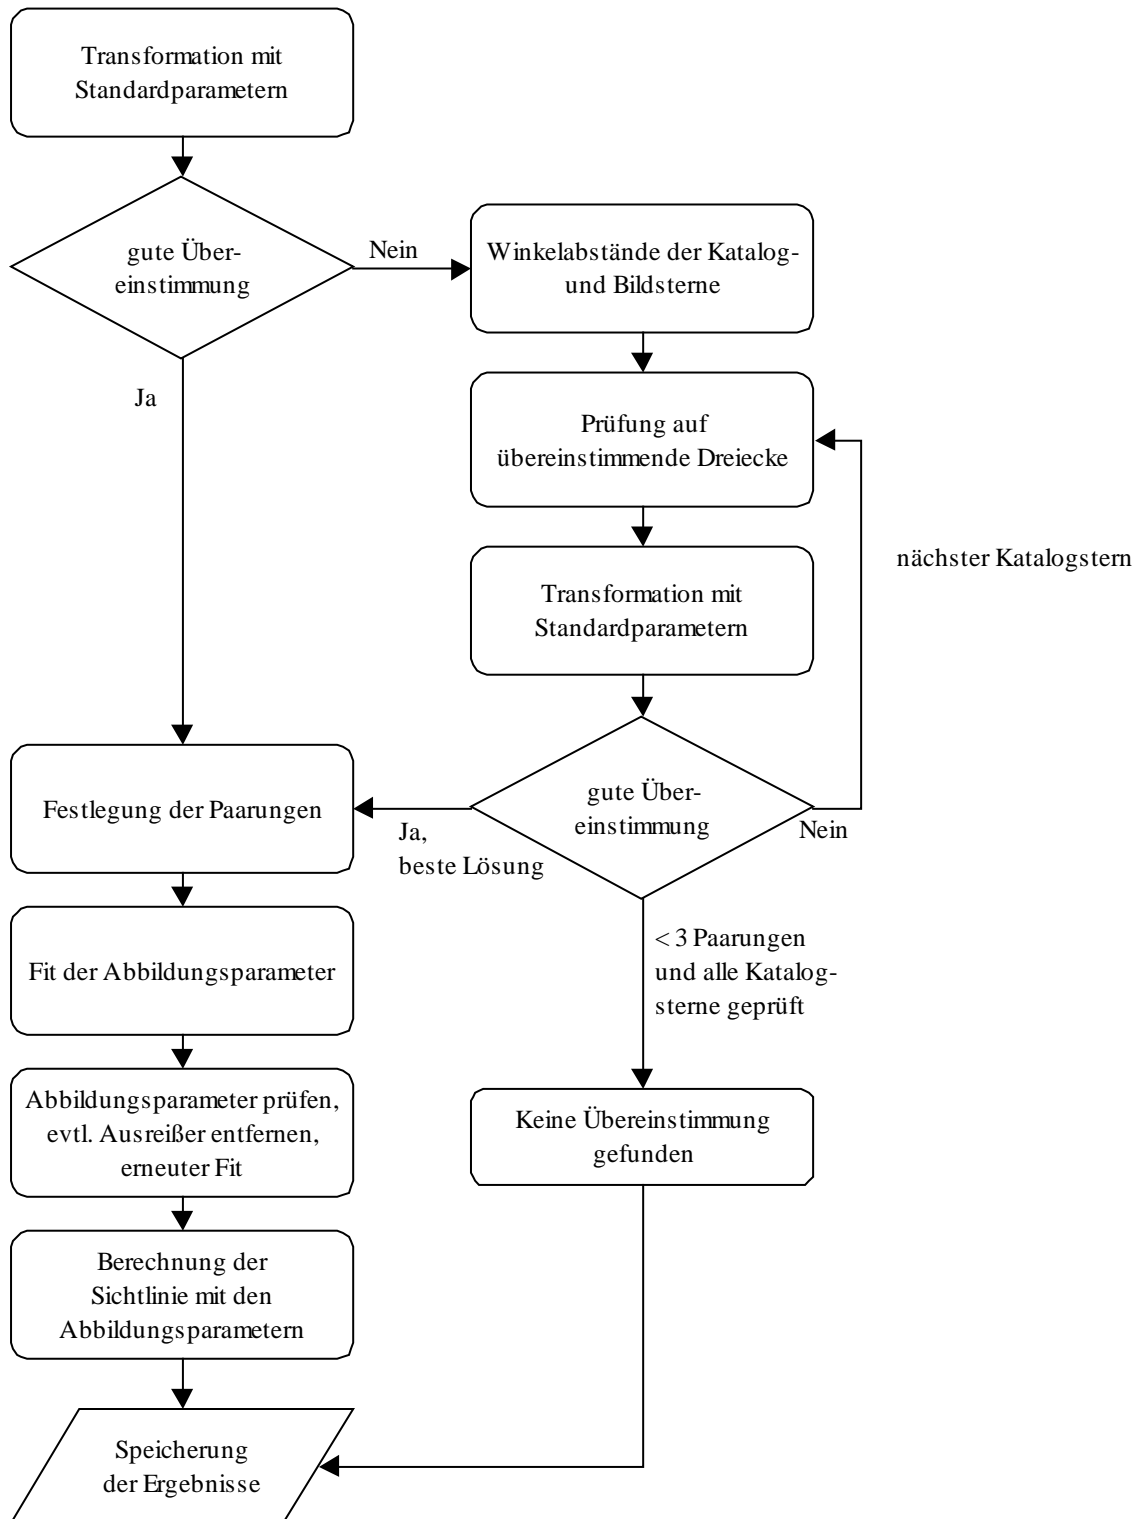 Transformation mit
Standardparametern
gute Über-
einstimmung
Nein
Winkelabstände der Katalog-
und Bildsterne
Ja
Prüfung auf
übereinstimmende Dreiecke
nächster Katalogstern
Transformation mit
Standardparametern
gute Über-
einstimmung
Nein
Ja,
beste Lösung
Festlegung der Paarungen
< 3 Paarungen
und alle Katalog-
sterne geprüft
Fit der Abbildungsparameter
Abbildungsparameter prüfen,
evtl. Ausreißer entfernen,
erneuter Fit
Keine Übereinstimmung
gefunden
Berechnung der
Sichtlinie mit den
Abbildungsparametern
Speicherung
der Ergebnisse